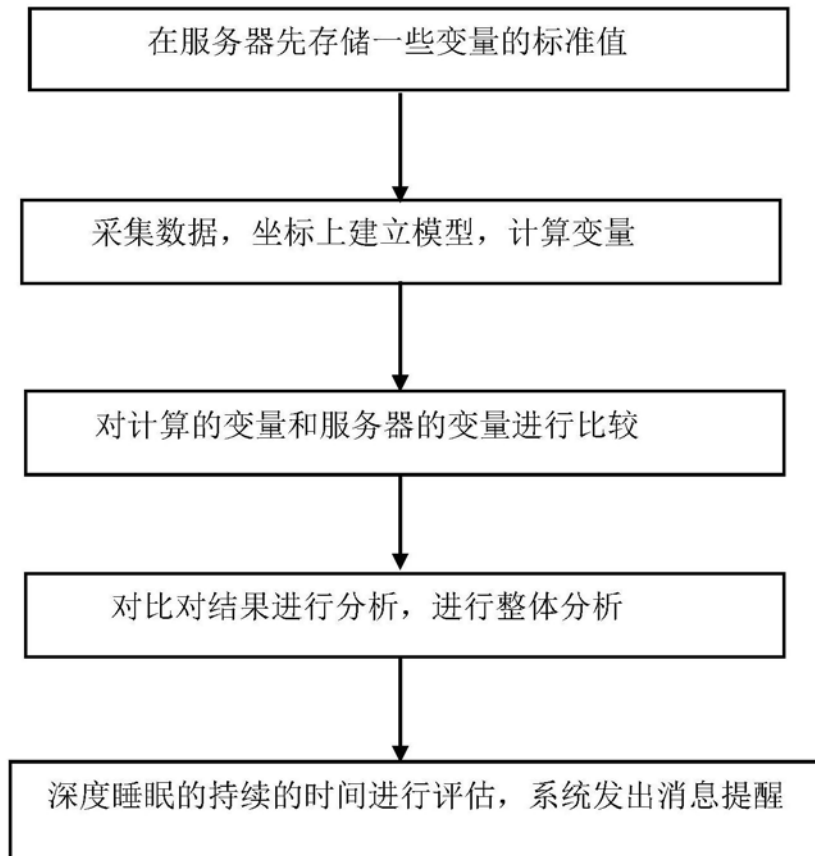 在服务器先存储一些变量的标准值
采集数据，坐标上建立模型，计算变量
对计算的变量和服务器的变量进行比较
对比对结果进行分析，进行整体分析
深度睡眠的持续的时间进行评估，系统发出消息提醒